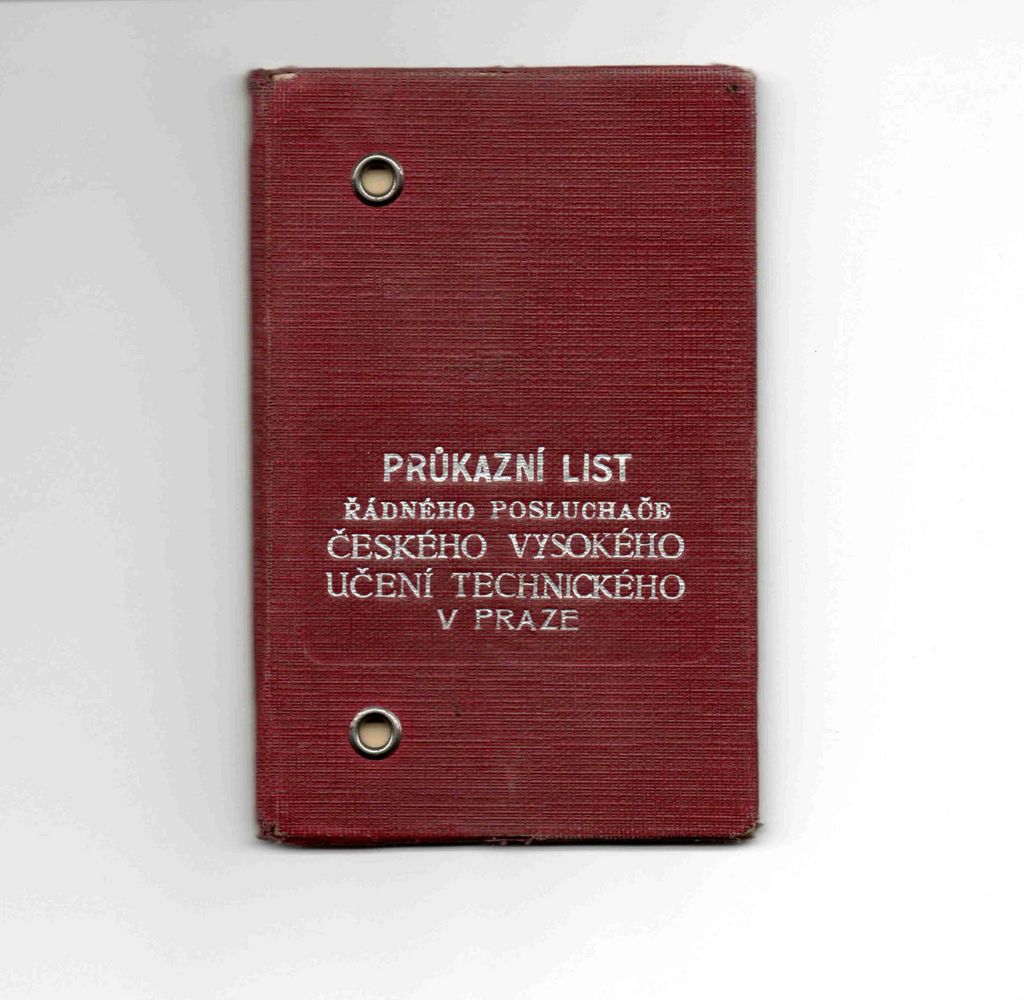 PRŮKAZNÍ LIST
ŘÁDNÉHO POSLUCHAČE
ČESKÉHO VYSOKÉHO
UČENÍ TECHNICKÉHO
V PRAZE